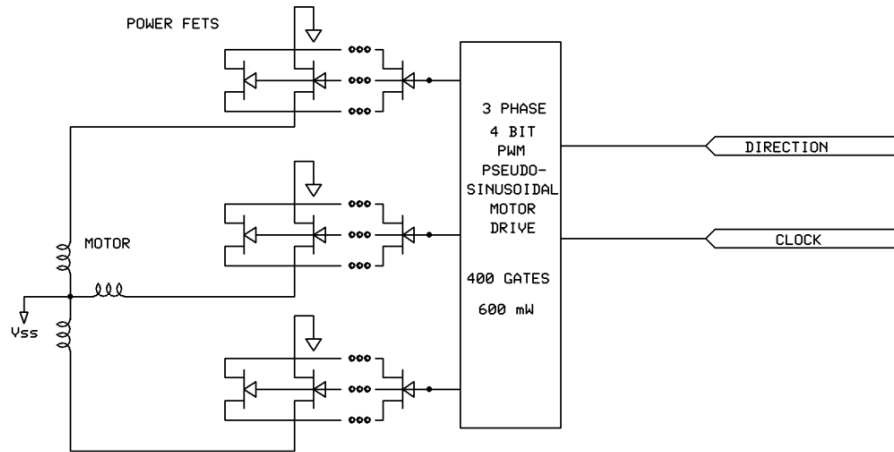 POWER FETS
3 PHASE
4 BIT
PWM
PSEUDO-
SINUSOIDAL
MOTOR
DRIVE
400 GATES
600 mW
DIRECTION
CLOCK
MOTOR
Vss